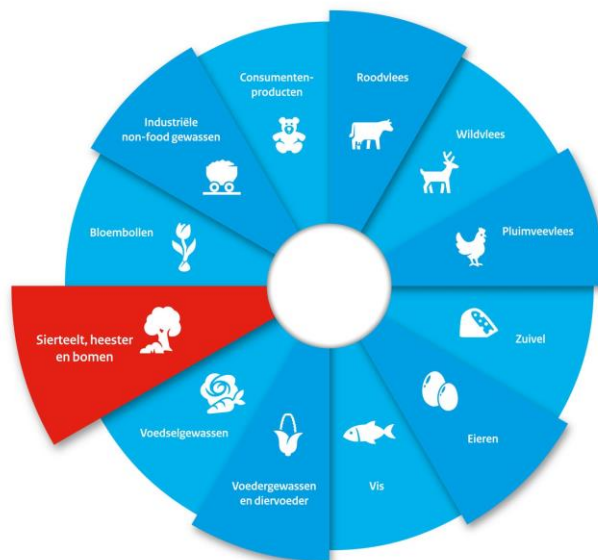 Consumenten-
producten
Roodvlees
Wildvlees
Pluimveevlees
Zuivel
Eieren
Vis
Voedergewassen
en diervoeder
Voedselgewassen
Sierteelt, heester
en bomen
Bloembollen
Industriële
non-food gewassen